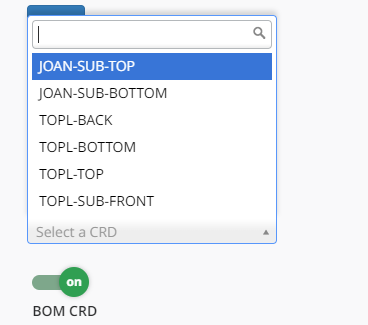 JOAN-SUB-TOP
JOAN-SUB-BOTTOM
TOPL-BACK
TOPL-BOTTOM
TOPL-TOP
TOPL-SUB-FRONT
Select a CRD
on
BOM CRD